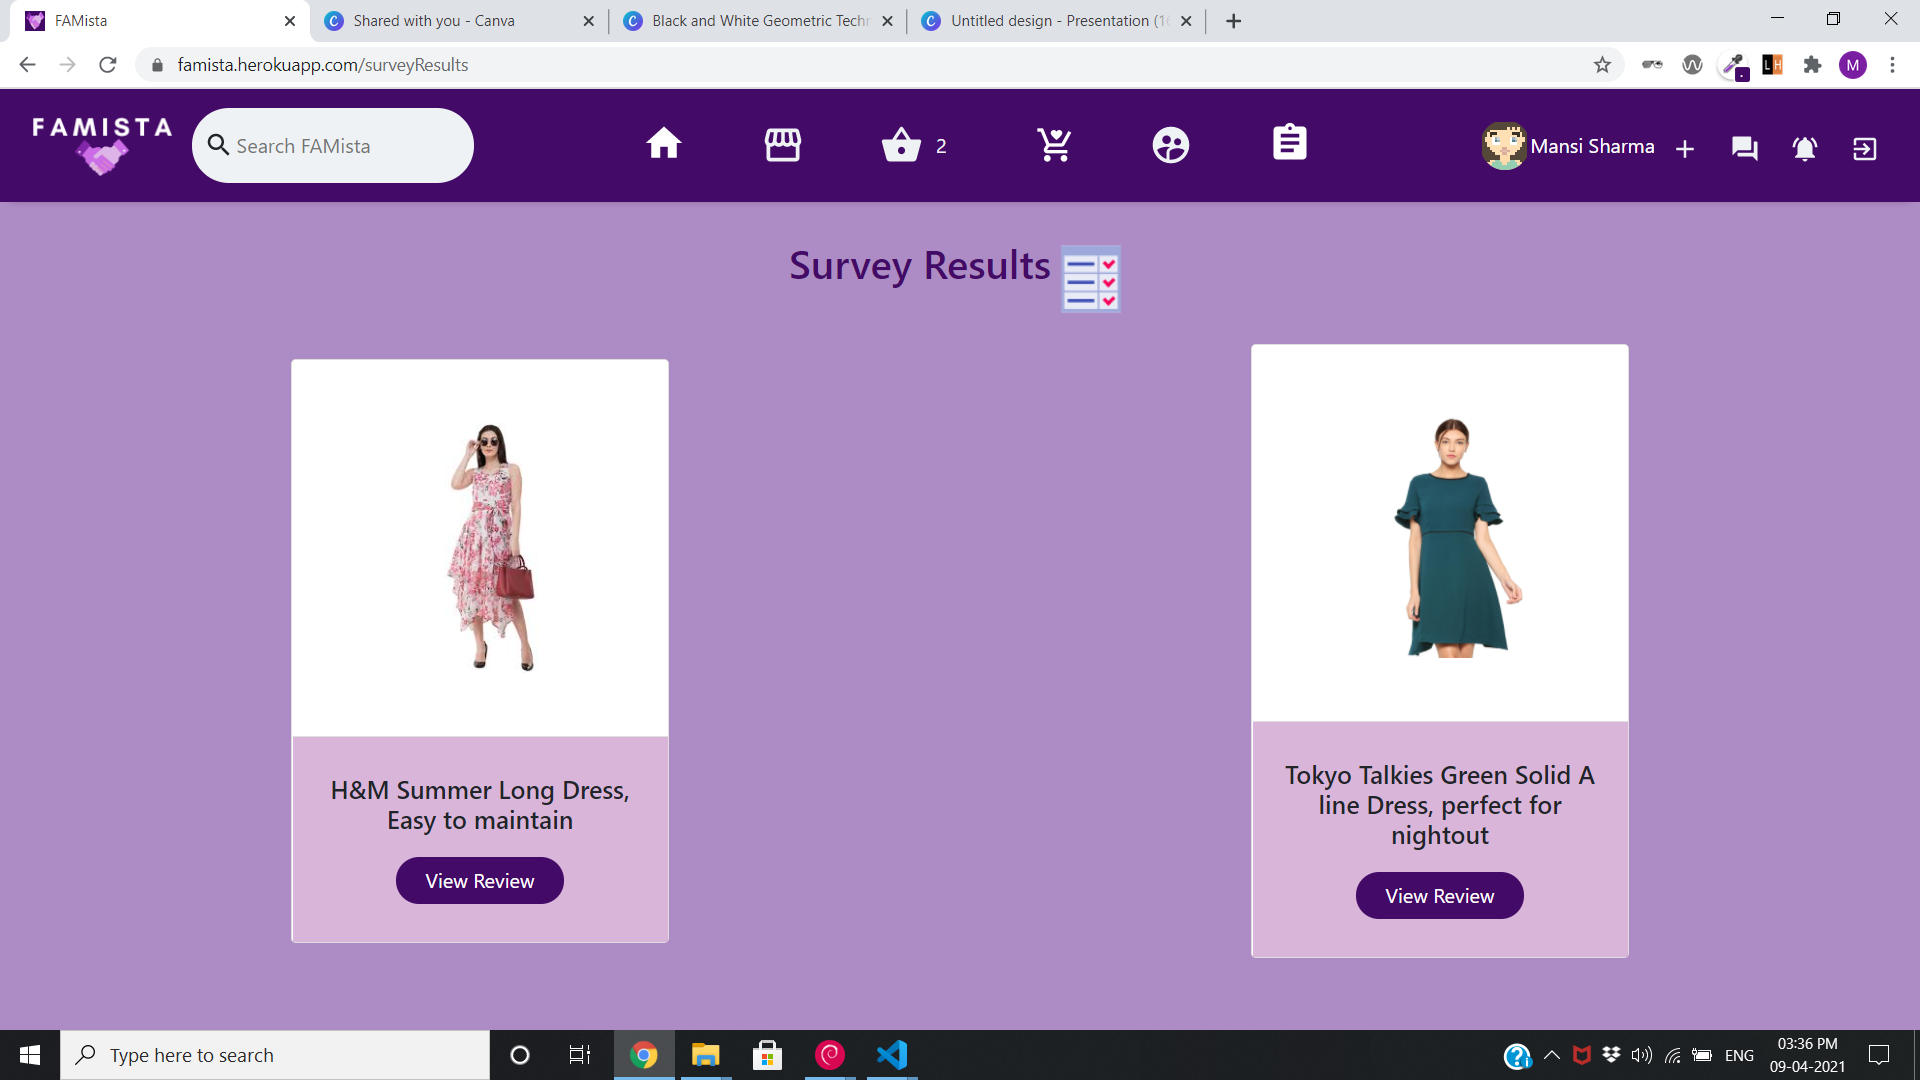 FAMista
Shared with you - Canva
Black and White Geometric Techn
Untitled design - Presentation (16
famista.herokuapp.com/surveyResults
LH
M
FAMISTA
Search FAMista
2
Mansi Sharma
Survey Results
H&M Summer Long Dress,
Easy to maintain
View Review
Tokyo Talkies Green Solid A
line Dress, perfect for
nightout
View Review
Type here to search
ENG
03:36 PM
09-04-2021